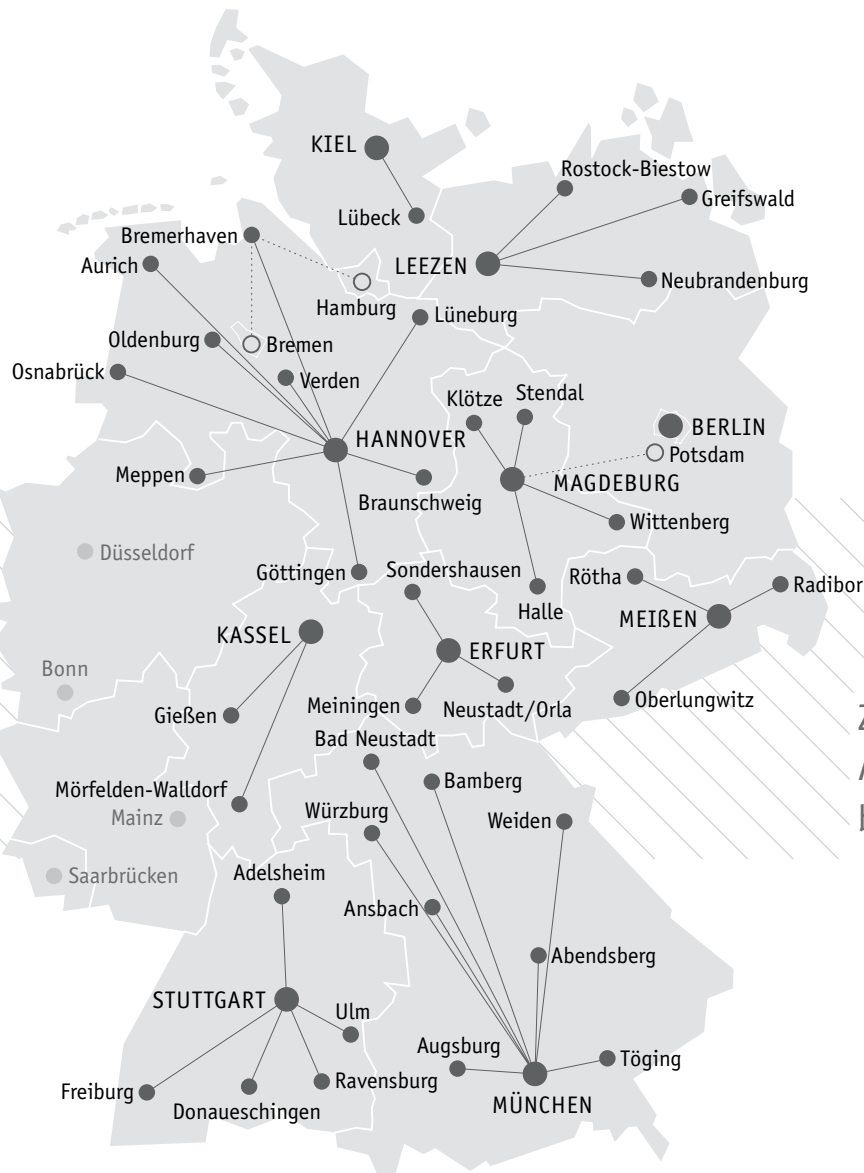 KIEL
Rostock-Biestow
Greifswald
Lübeck
Bremerhaven
Aurich
LEEZEN
Neubrandenburg
Hamburg
Lüneburg
Oldenburg
Bremen
Osnabrück
Verden
Klötze
Stendal
HANNOVER
BERLIN
Potsdam
Meppen
MAGDEBURG
Braunschweig
Wittenberg
Düsseldorf
Göttingen
Sondershausen
Rötha
Radibor
Halle
MEIßEN
KASSEL
ERFURT
Bonn
Gießen
Meiningen
Neustadt/Orla
Oberlungwitz
Bad Neustadt
Bamberg
Mörfelden-Walldorf
Würzburg
Mainz
Weiden
Saarbrücken
Adelsheim
Ansbach
Abendsberg
STUTTGART
Ulm
Augsburg
Töging
Freiburg
Ravensburg
Donaueschingen
MÜNCHEN